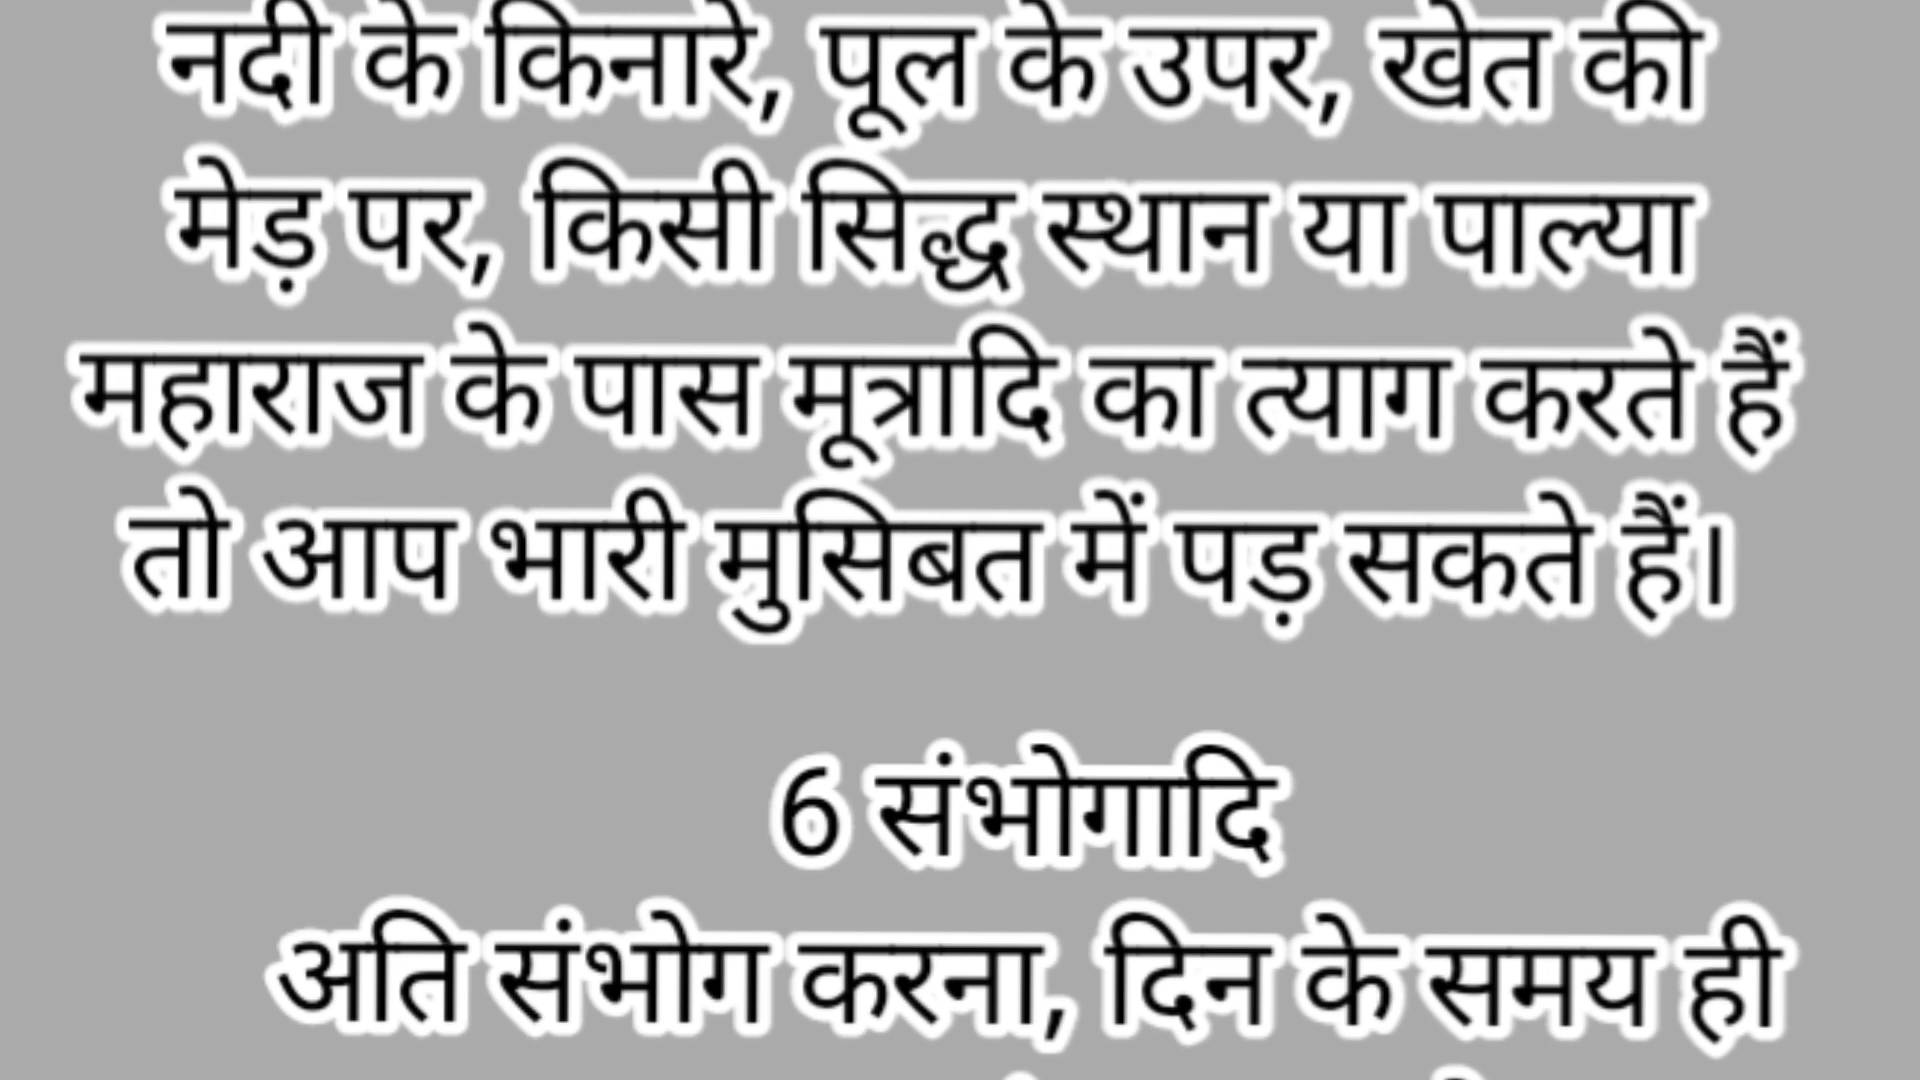 नदी के किनारे, पूल के उपर, खेत की
मेड़ पर, किसी सिद्ध स्थान या पाल्या
महाराज के पास मूत्रादि का त्याग करते हैं
तो आप भारी मुसिबत में पड़ सकते हैं।
6 संभोगादि
अति संभोग करना, दिन के समय ही